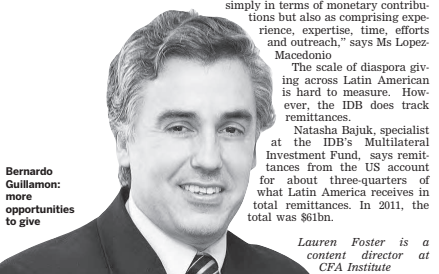 simply in terms of monetary contribu-
tions but also as comprising expe-
rience, expertise, time, efforts
and outreach,” says Ms Lopez-
Macedonio
The scale of diaspora giv-
ing across Latin American
is hard to measure. How-
ever, the IDB does track
remittances.
Natasha Bajuk, specialist
at the IDB’s Multilateral
Investment Fund, says remit-
tances from the US account
for about three-quarters of
what Latin America receives in
total remittances. In 2011, the
total was $61bn.
Lauren Foster is a
content director at
CFA Institute
Bernardo
Guillamon:
more
opportunities
to give